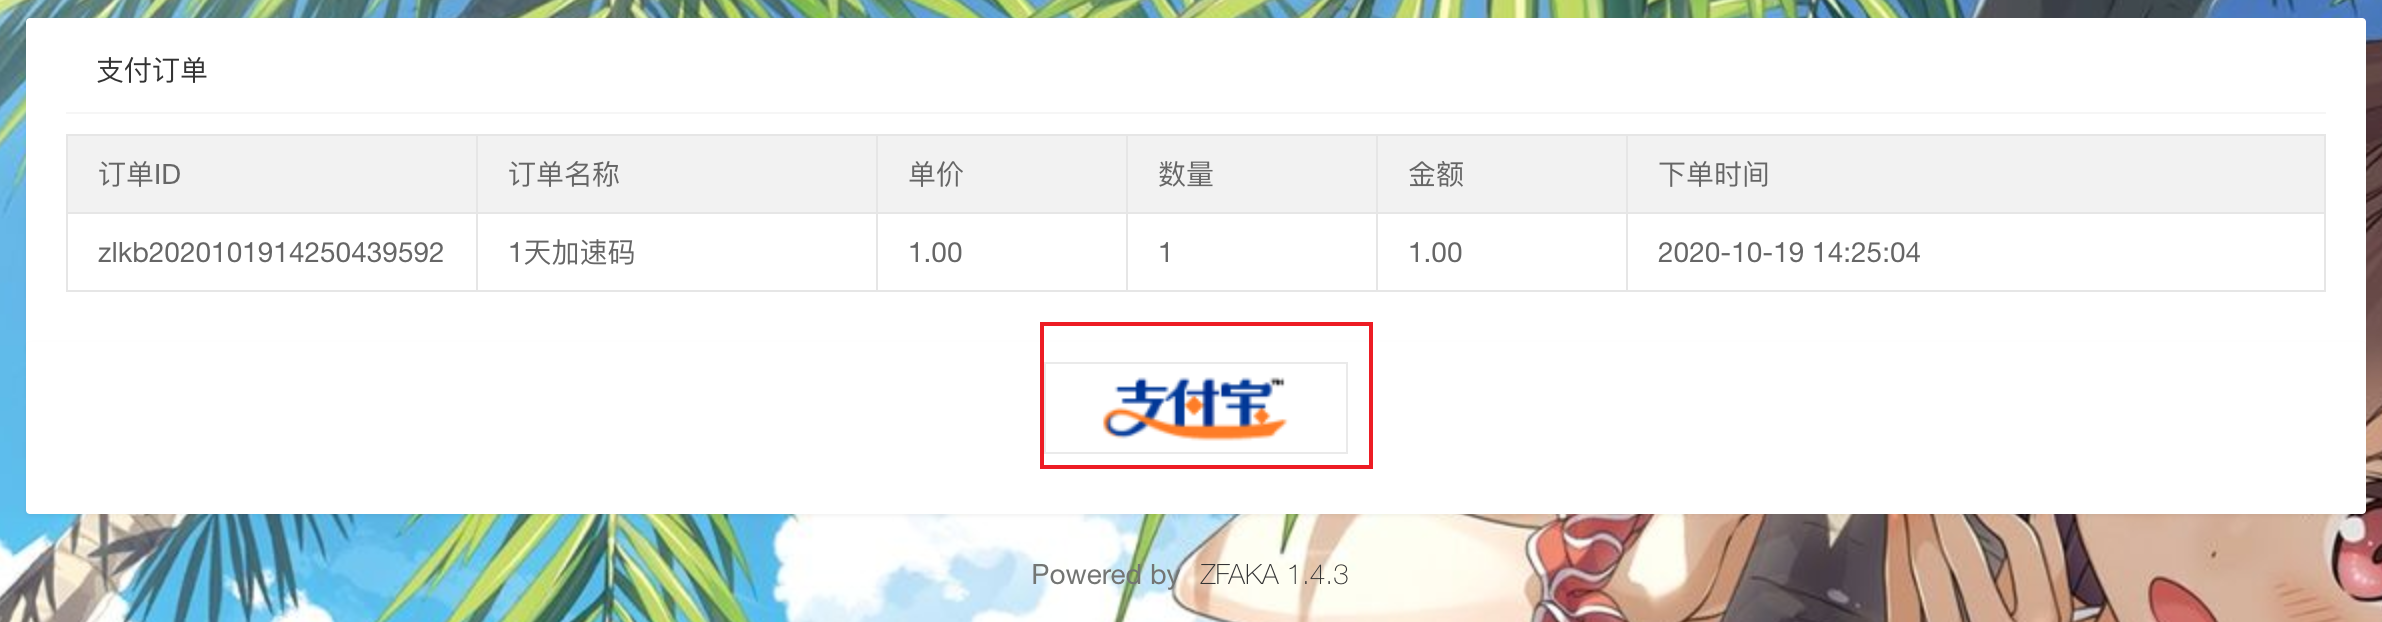 支付订单
订单ID 订单名称 单价 数量 金额 下单时间
zlkb2020101914250439592 1天加速码 1.00 1 1.00 2020-10-19 14:25:04
支付宝™
Powered by ZFAKA 1.4.3